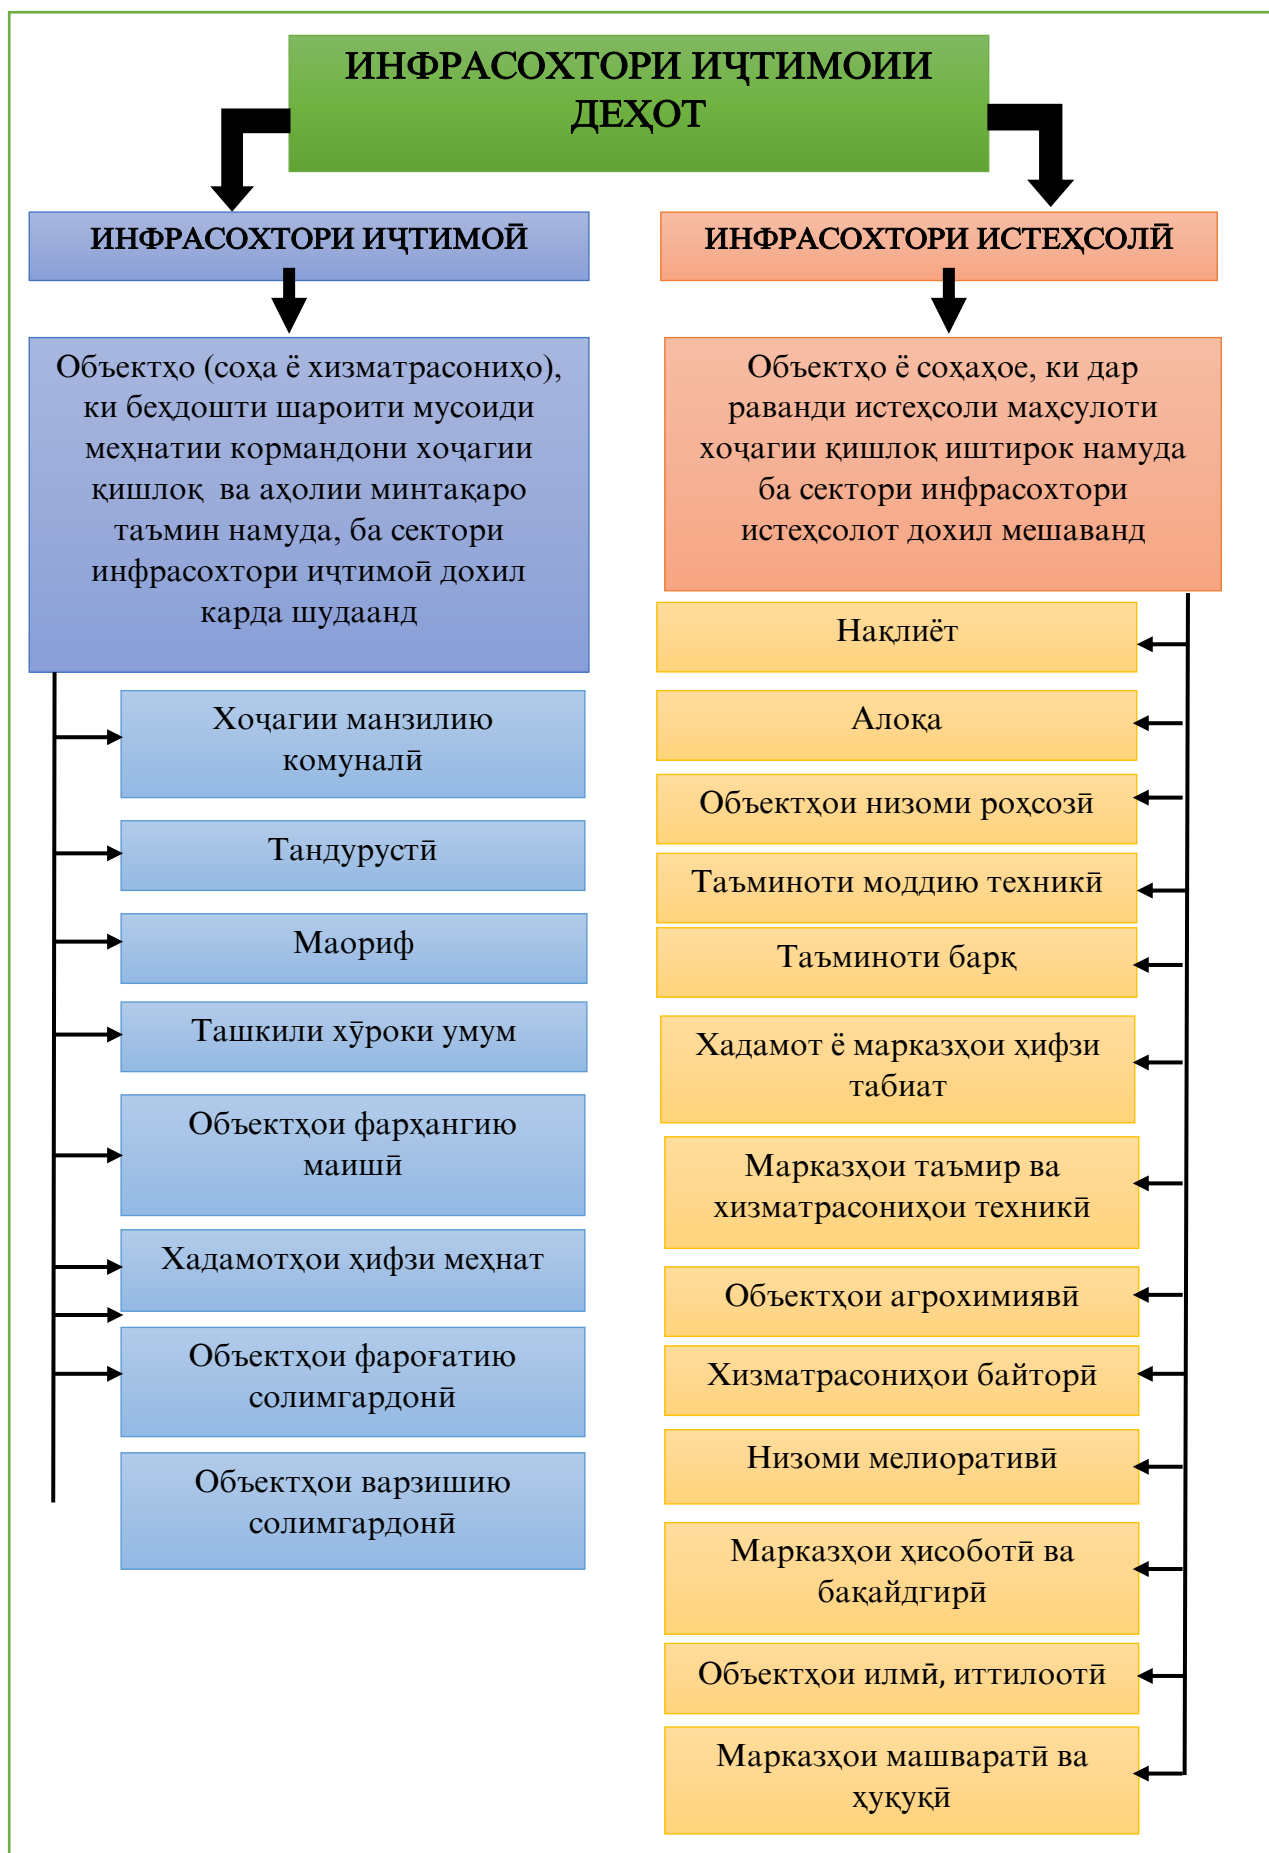 ИНФРАСОХТОРИ ИҶТИМОИИ
ДЕҲОТ
ИНФРАСОХТОРИ ИҶТИМОӢ
Объектҳо (соҳа ё хизматрасониҳо),
ки беҳдошти шароити мусоиди
меҳнатии кормандони хоҷагии
қишлоқ ва аҳолии минтақаро
таъмин намуда, ба сектори
инфрасохтори иҷтимоӣ дохил
карда шудаанд
Хоҷагии манзилию
комуналӣ
Тандурустӣ
Маориф
Ташкили хӯроки умум
Объектҳои фарҳангию
маишӣ
Хадамотҳои ҳифзи меҳнат
Объектҳои фароғатию
солимгардонӣ
Объектҳои варзишию
солимгардонӣ
ИНФРАСОХТОРИ ИСТЕҲСОЛӢ
Объектҳо ё соҳаҳое, ки дар
раванди истеҳсоли маҳсулоти
хоҷагии қишлоқ иштирок намуда
ба сектори инфрасохтори
истеҳсолот дохил мешаванд
Нақлиёт
Алоқа
Объектҳои низоми роҳсозӣ
Таъминоти моддию техникӣ
Таъминоти барқ
Хадамот ё марказҳои ҳифзи
табиат
Марказҳои таъмир ва
хизматрасониҳои техникӣ
Объектҳои агрохимиявӣ
Хизматрасониҳои байторӣ
Низоми мелиоративӣ
Марказҳои ҳисоботӣ ва
бақайдгирӣ
Объектҳои илмӣ, иттилоотӣ
Марказҳои машваратӣ ва
ҳуқуқӣ